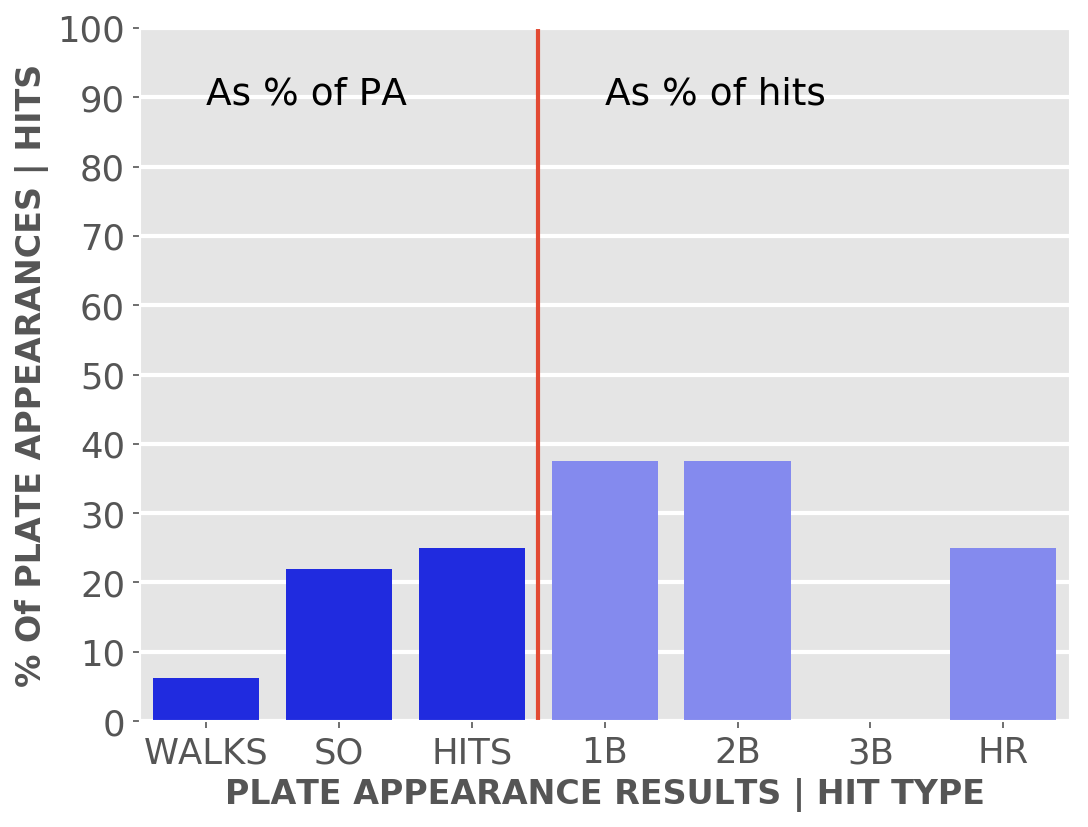 % Of PLATE APPEARANCES | HITS
100
90
80
70
60
50
40
30
20
10
0
As % of PA
As % of hits
WALKS SO HITS 1B 2B 3B HR
PLATE APPEARANCE RESULTS | HIT TYPE